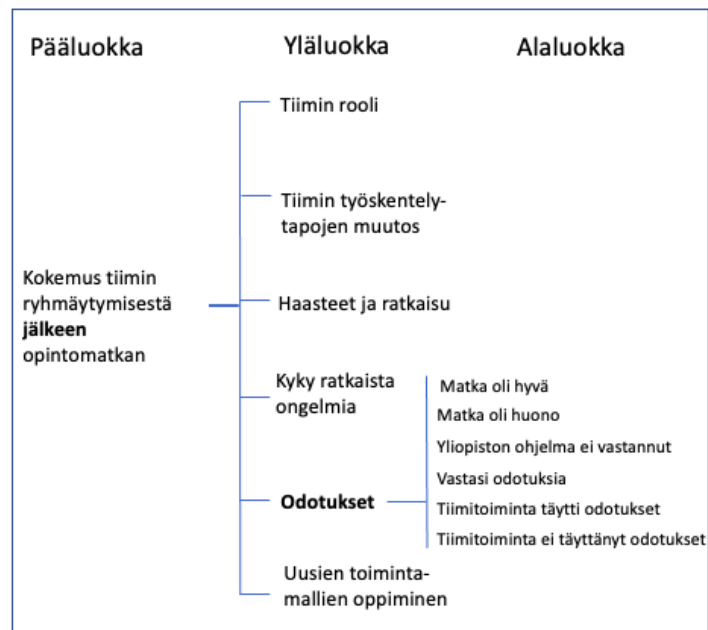 Pääluokka
Yläluokka
Alaluokka
Kokemus tiimin
ryhmäytymisestä
jälkeen
opintomatkan
Tiimin rooli
Tiimin työskentely-
tapojen muutos
Haasteet ja ratkaisu
Kyky ratkaista
ongelmia
Odotukset
Uusien toiminta-
mallien oppiminen
Matka oli hyvä
Matka oli huono
Yliopiston ohjelma ei vastannut
Vastasi odotuksia
Tiimitoiminta täytti odotukset
Tiimitoiminta ei täyttänyt odotukset